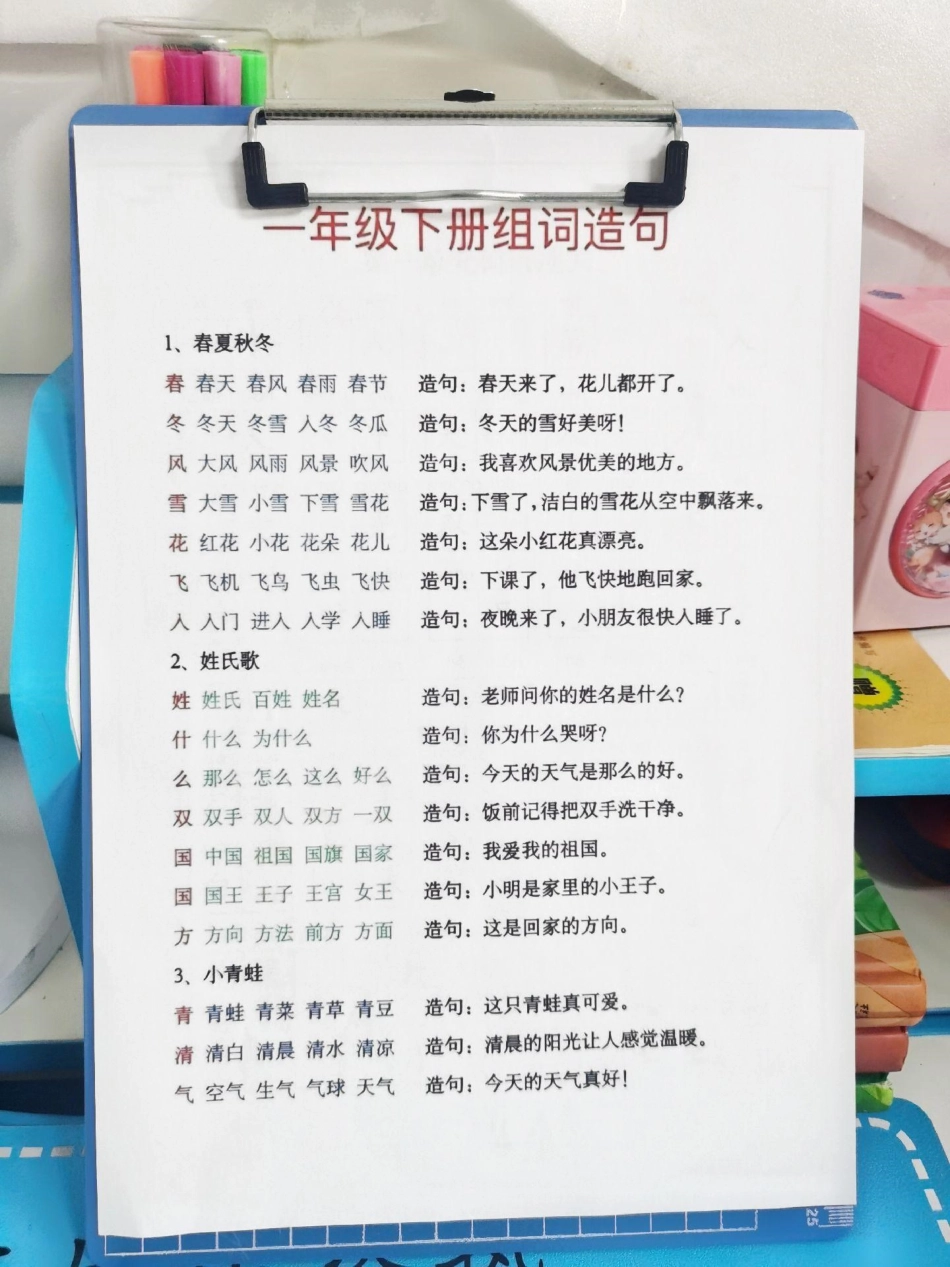 一年级下册组词造句
1、春夏秋冬
春 春天 春风 春雨 春节 造句：春天来了，花儿都开了。
冬 冬天 冬雪 人冬 冬瓜 造句：冬天的雪好美呀！
风 大风 风雨 风景 吹风 造句：我喜欢风景优美的地方。
雪 大雪 小雪 下雪 雪花 造句：下雪了，洁白的雪花从空中飘落来。
花 红花 小花 花朵 花儿 造句：这朵小红花真漂亮。
飞 飞机 飞鸟 飞虫 飞快 造句：下课了，他飞快地跑回家。
入 入门 进入 入学 入睡 造句：夜晚来了，小朋友很快入睡了。
2、姓氏歌
姓 姓氏 百姓 姓名 造句：老师问你的姓名是什么？
什 什么 为什么 造句：你为什么哭呀？
么 那么 怎么 这么 好么 造句：今天的天气是那么的好。
双 双手 双人 双方 一双 造句：饭前记得把双手洗干净。
国 中国 祖国 国旗 国家 造句：我爱我的祖国。
国 国王 王子 王宫 女王 造句：小明是家里的小王子。
方 方向 方法 前方 方面 造句：这是回家的方向。
3、小青蛙
青 青蛙 青菜 青草 青豆 造句：这只青蛙真可爱。
清 清白 清晨 清水 清凉 造句：清晨的阳光让人感觉温暖。
气 空气 生气 气球 天气 造句：今天的天气真好！
25